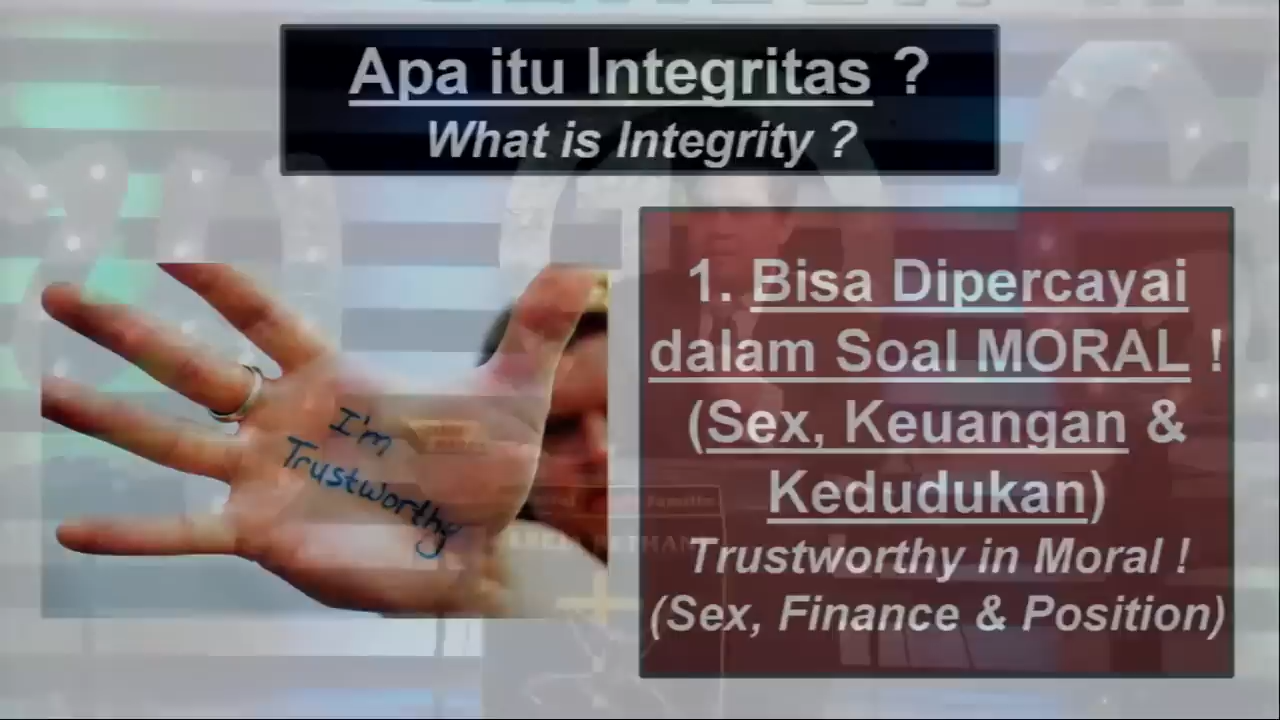 Apa itu Integritas ?
What is Integrity ?
I'm
Trustworthy
1. Bisa Dipercayai
dalam Soal MORAL !
(Sex, Keuangan &
Kedudukan)
Trustworthy in Moral !
(Sex, Finance & Position)